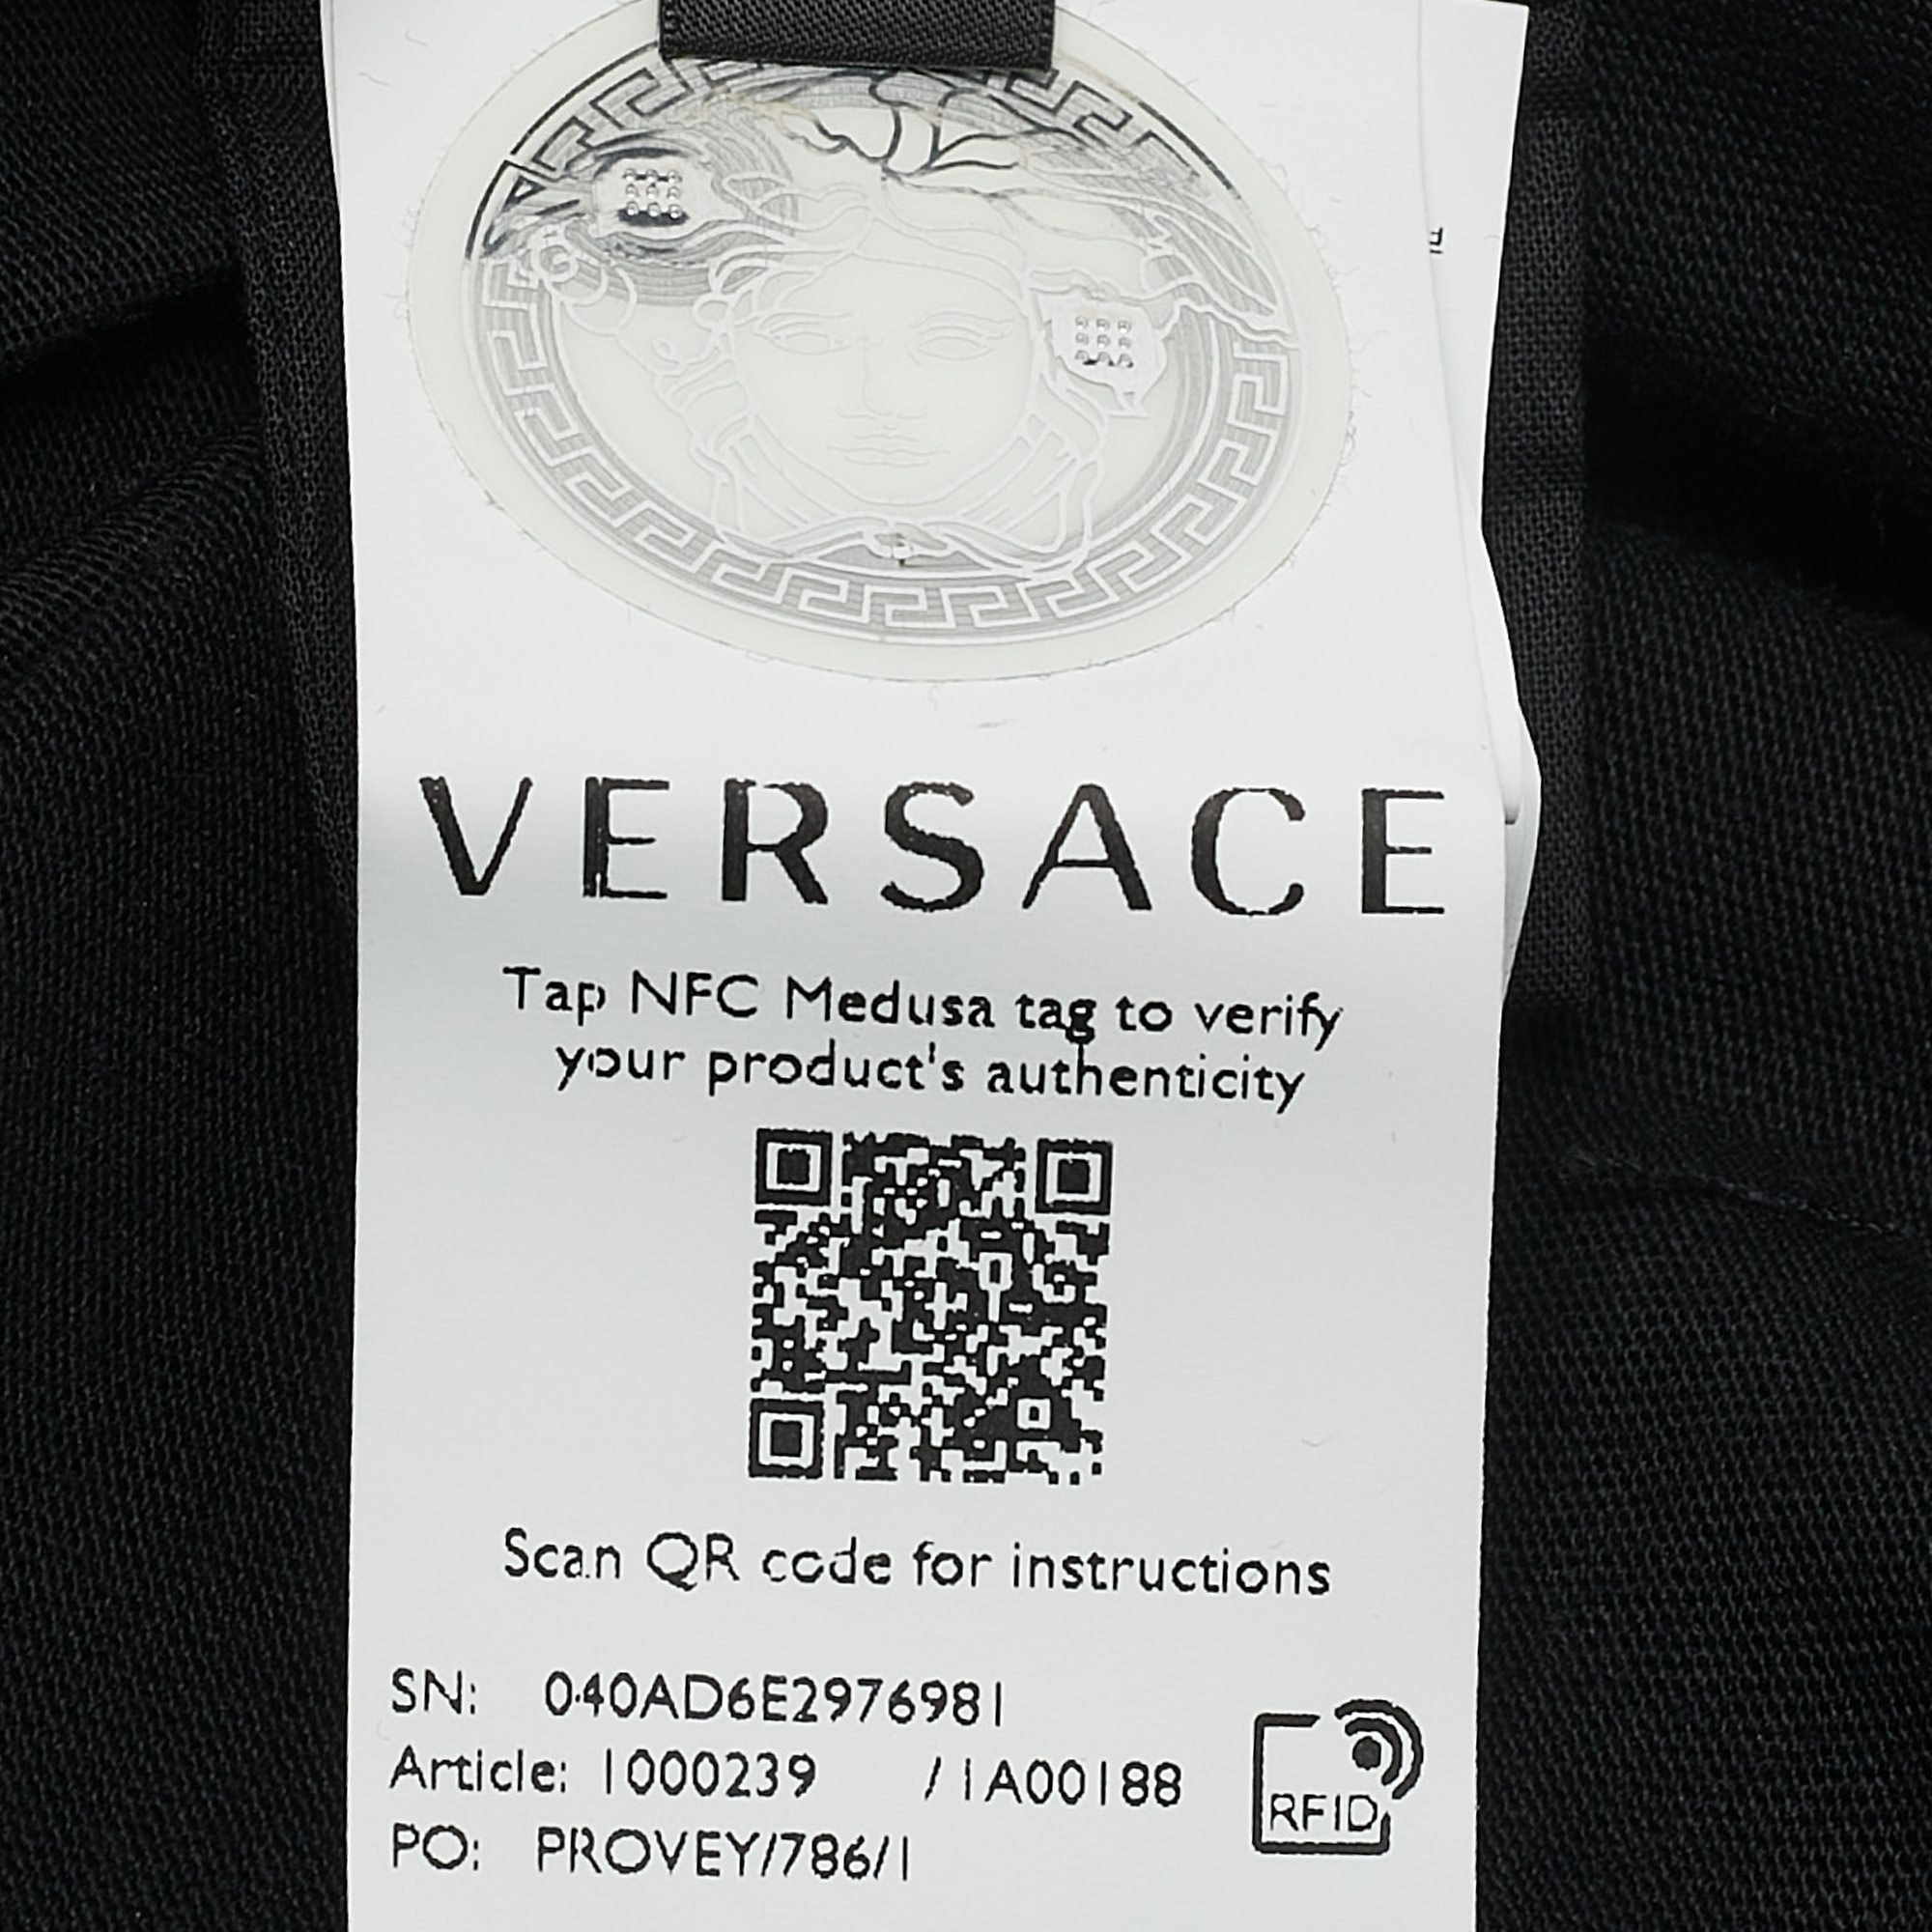 VERSACE
Tap NFC Medusa tag to verify
your product's authenticity
Scan QR code for instructions
SN: 040AD6E2976981
Article: 1000239 / 1A00188
PO: PROVEY/786/1
RFID